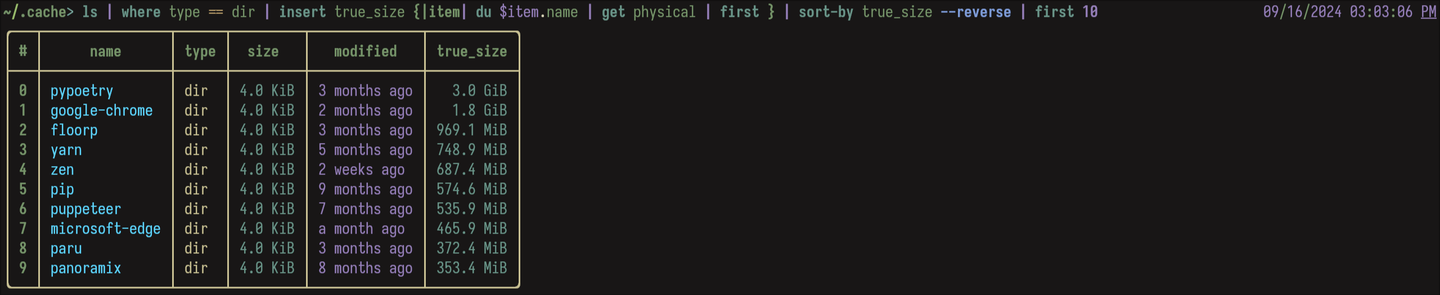 ~/.cache> ls | where type == dir | insert true_size {|item| du $item.name | get physical | first } | sort-by true_size --reverse | first 10 09/16/2024 03:03:06 PM
# name type size modified true_size
0 pypoetry dir 4.0 KiB 3 months ago 3.0 GiB
1 google-chrome dir 4.0 KiB 2 months ago 1.8 GiB
2 floorp dir 4.0 KiB 3 months ago 969.1 MiB
3 yarn dir 4.0 KiB 5 months ago 748.9 MiB
4 zen dir 4.0 KiB 2 weeks ago 687.4 MiB
5 pip dir 4.0 KiB 9 months ago 574.6 MiB
6 puppeteer dir 4.0 KiB 7 months ago 535.9 MiB
7 microsoft-edge dir 4.0 KiB a month ago 465.9 MiB
8 paru dir 4.0 KiB 3 months ago 372.4 MiB
9 panoramix dir 4.0 KiB 8 months ago 353.4 MiB